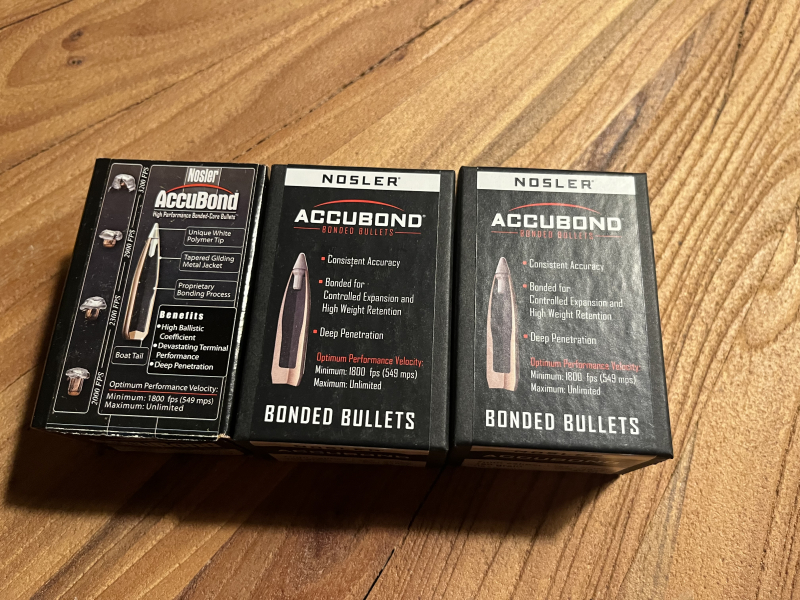 Nosler
AccuBond
High Performance Bonded-Core Bullets
Unique White
Polymer Tip
Tapered Gilding
Metal Jacket
Proprietary
Bonding Process
Boat Tail
Benefits
•High Ballistic
Coefficient
•Devastating Terminal
Performance
•Deep Penetration
Optimum Performance Velocity:
Minimum: 1800 fps (549 mps)
Maximum: Unlimited
2300 FPS
2000 FPS
NOSLER®
ACCUBOND®
BONDED BULLETS
Consistent Accuracy
Bonded for
Controlled Expansion and
High Weight Retention
Deep Penetration
Optimum Performance Velocity:
Minimum: 1800 fps (549 mps)
Maximum: Unlimited
BONDED BULLETS
NOSLER®
ACCUBOND®
BONDED BULLETS
Consistent Accuracy
Bonded for
Controlled Expansion and
High Weight Retention
Deep Penetration
Optimum Performance Velocity:
Minimum: 1800 fps (549 mps)
Maximum: Unlimited
BONDED BULLETS